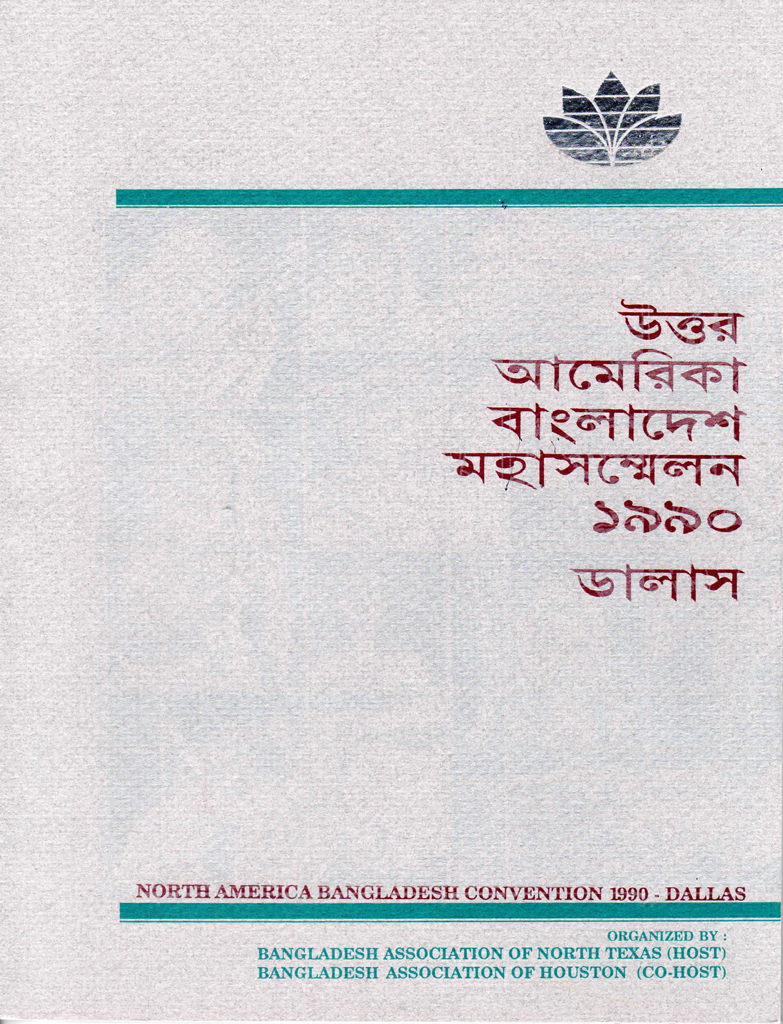 উত্তর
আমেরিকা
বাংলাদেশ
মহাসম্মেলন
১৯৯০
ডালাস
NORTH AMERICA BANGLADESH CONVENTION 1990 - DALLAS
ORGANIZED BY :
BANGLADESH ASSOCIATION OF NORTH TEXAS (HOST)
BANGLADESH ASSOCIATION OF HOUSTON (CO-HOST)